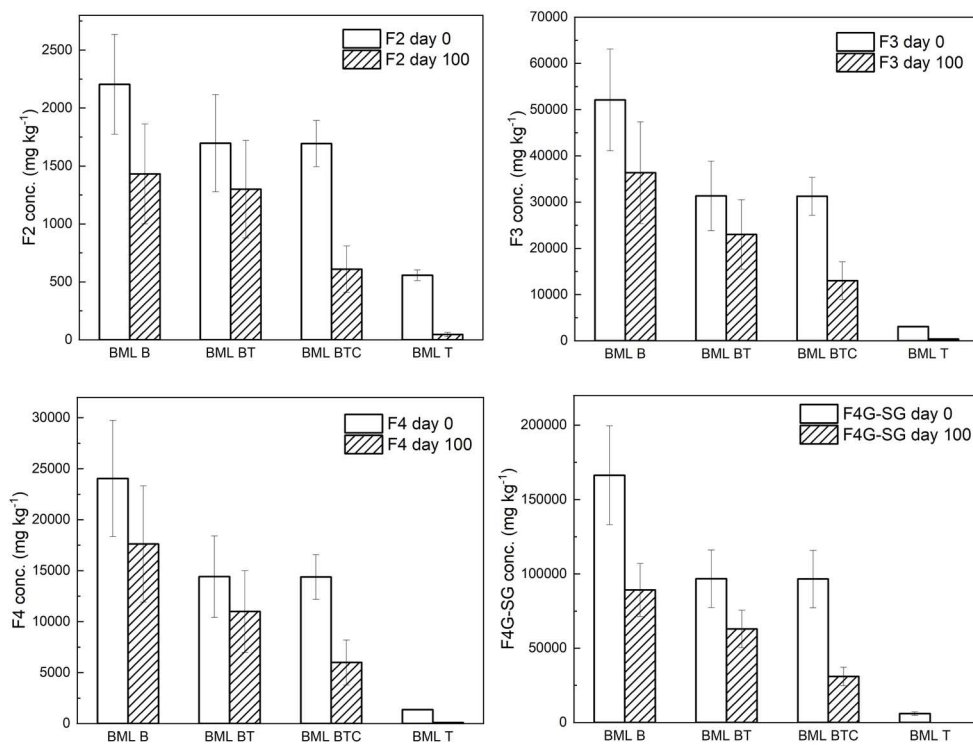 F2 day 0
F2 day 100
F2 conc. (mg kg⁻¹)
2500
2000
1500
1000
500
0
BML B BML BT BML BTC BML T
F3 day 0
F3 day 100
F3 conc. (mg kg⁻¹)
70000
60000
50000
40000
30000
20000
10000
0
BML B BML BT BML BTC BML T
F4 day 0
F4 day 100
F4 conc. (mg kg⁻¹)
30000
25000
20000
15000
10000
5000
0
BML B BML BT BML BTC BML T
F4G-SG day 0
F4G-SG day 100
F4G-SG conc. (mg kg⁻¹)
200000
150000
100000
50000
0
BML B BML BT BML BTC BML T